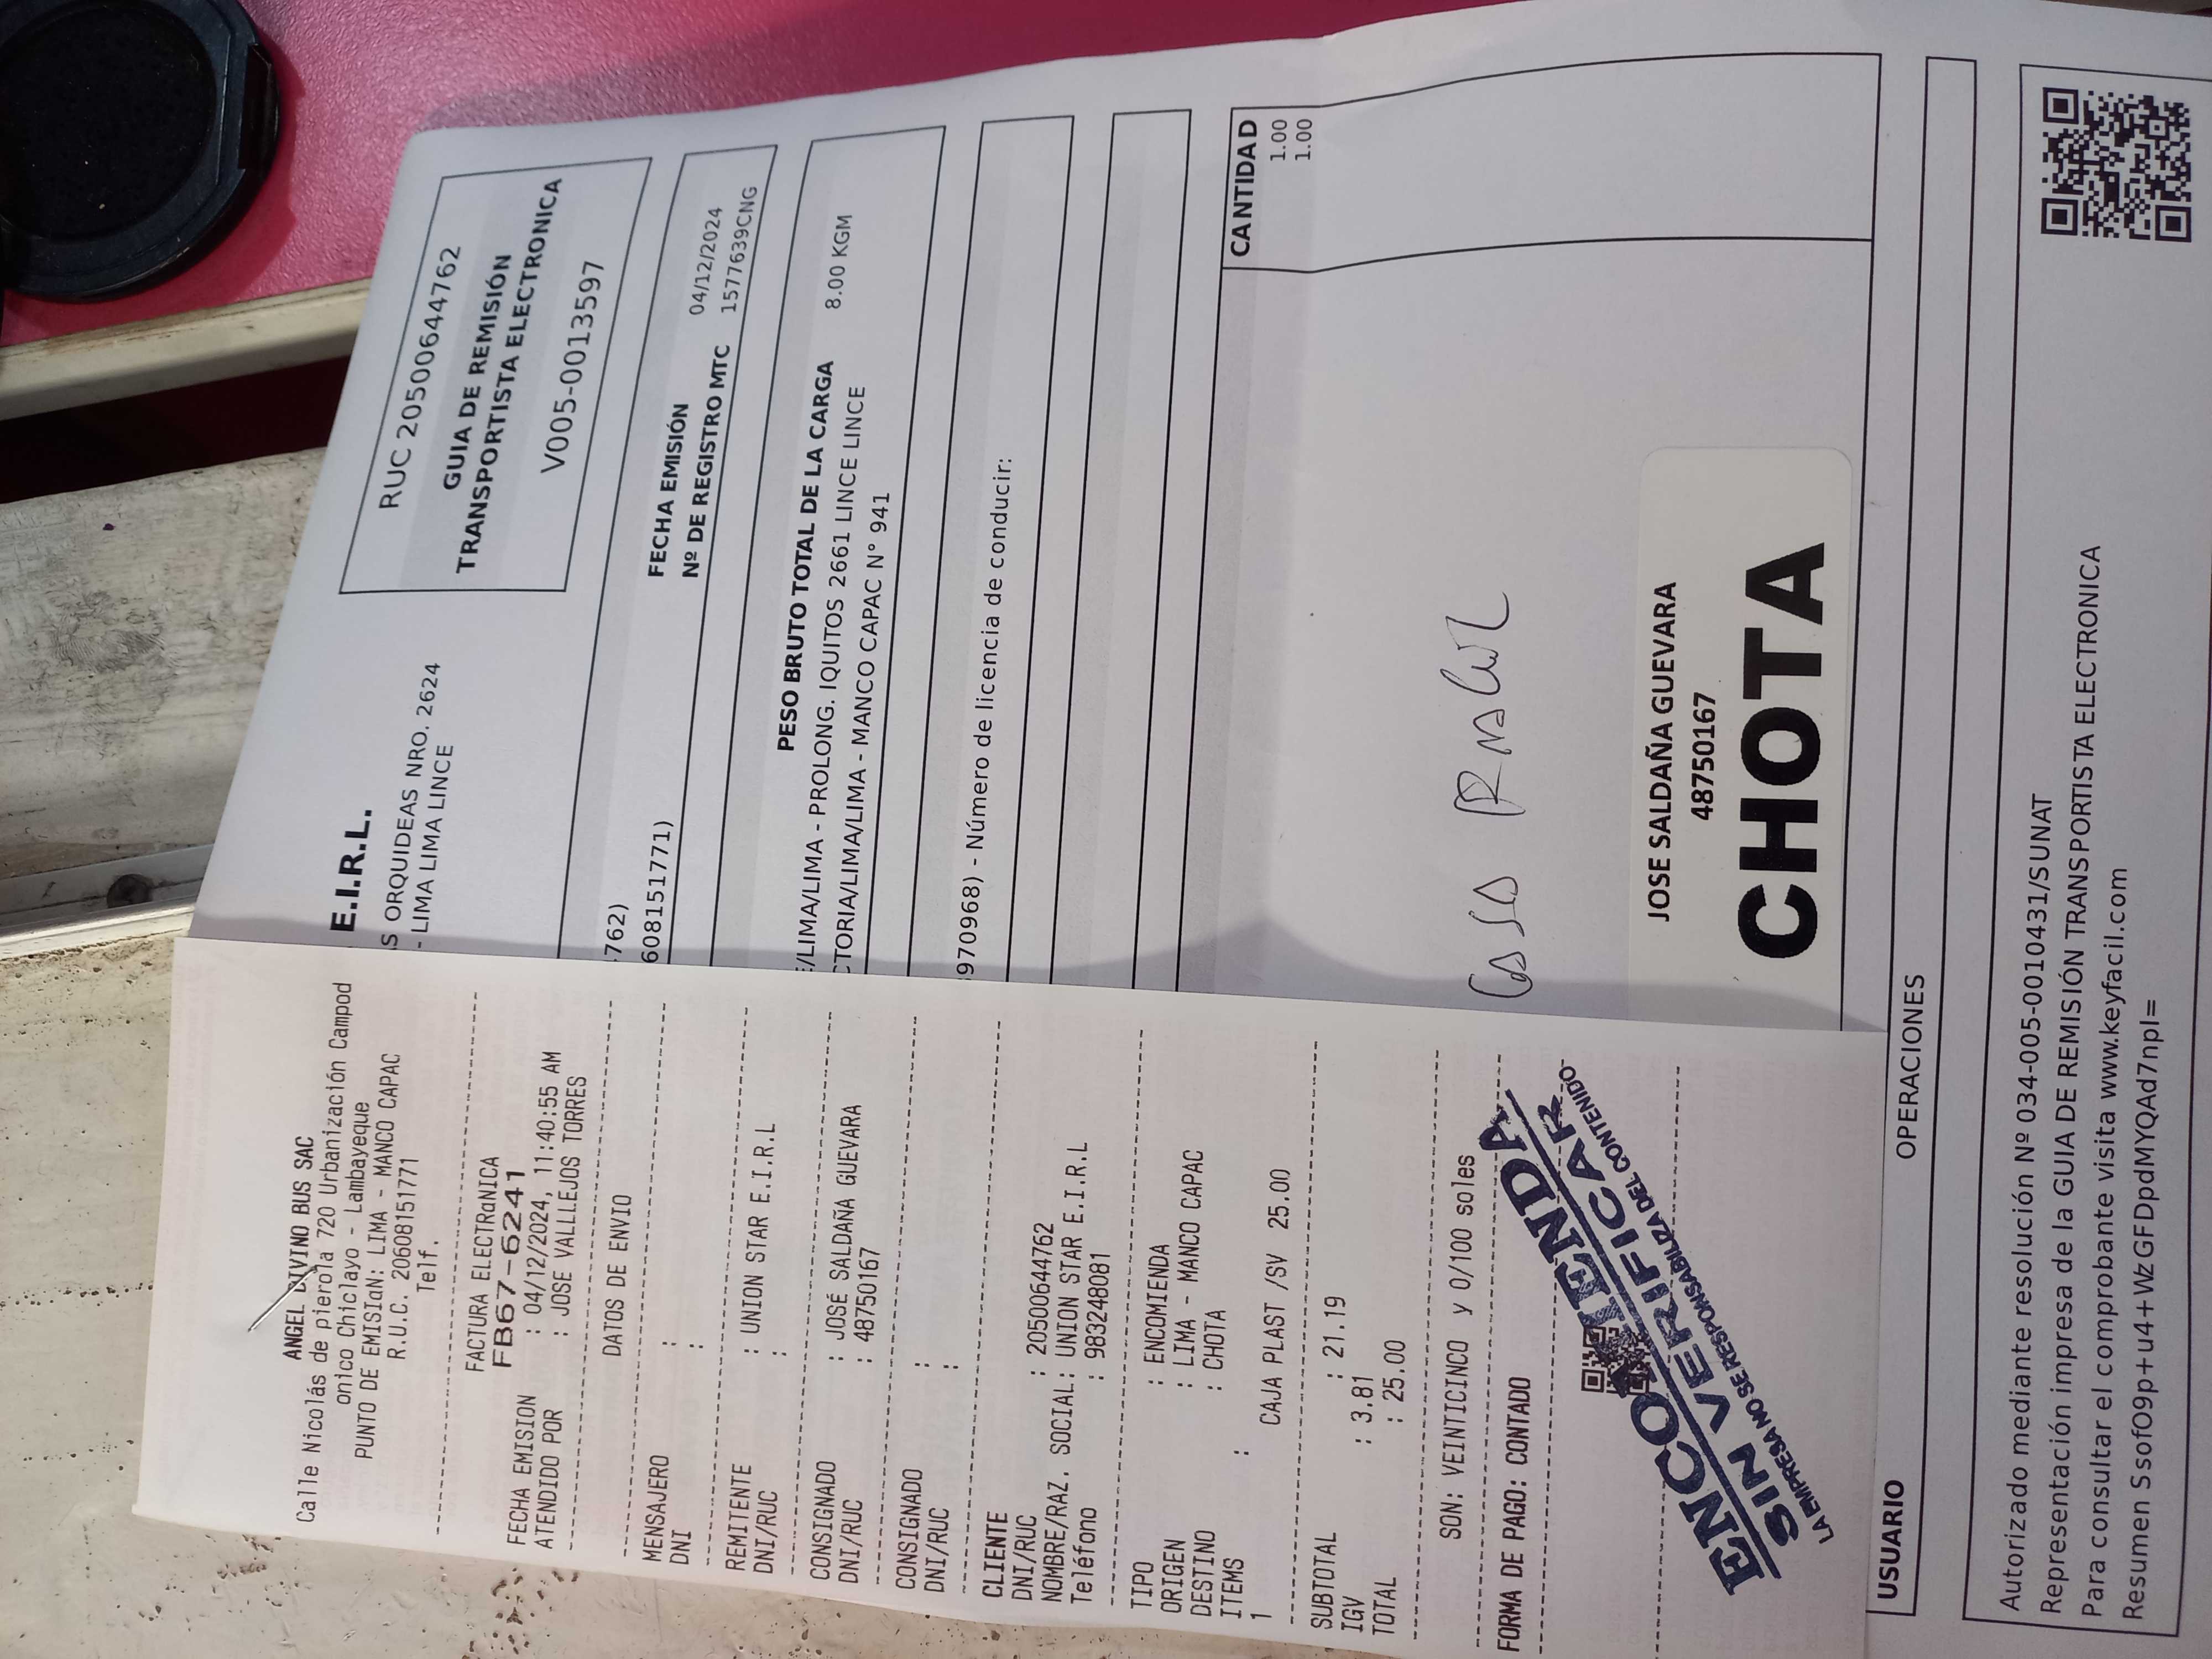 ANGEL DIVINO BUS SAC
Calle Nicolás de pierola 720 Urbanización Campod
onico Chiclayo - Lambayeque
PUNTO DE EMISIαN: LIMA - MANCO CAPAC
R.U.C. 20608151771
Telf.
FACTURA ELECTRαNICA
FB67-6241
FECHA EMISION : 04/12/2024, 11:40:55 AM
ATENDIDO POR : JOSE VALLLEJOS TORRES
DATOS DE ENVIO
MENSAJERO :
DNI :
REMITENTE : UNION STAR E.I.R.L
DNI/RUC :
CONSIGNADO : JOSÉ SALDAÑA GUEVARA
DNI/RUC : 48750167
CONSIGNADO :
DNI/RUC :
CLIENTE
DNI/RUC : 20500644762
NOMBRE/RAZ. SOCIAL: UNION STAR E.I.R.L
Teléfono : 983248081
TIPO : ENCOMIENDA
ORIGEN : LIMA - MANCO CAPAC
DESTINO : CHOTA
ITEMS :
1 CAJA PLAST /SV 25.00
SUBTOTAL : 21.19
IGV : 3.81
TOTAL : 25.00
SON: VEINTICINCO y 0/100 soles
FORMA DE PAGO: CONTADO
ENCOMIENDA
SIN VERIFICAR
LA EMPRESA NO SE RESPONSABILIZA DEL CONTENIDO
E.I.R.L.
S ORQUIDEAS NRO. 2624
- LIMA LIMA LINCE
RUC 20500644762
GUIA DE REMISIÓN
TRANSPORTISTA ELECTRONICA
V005-0013597
762)
608151771)
FECHA EMISIÓN 04/12/2024
Nº DE REGISTRO MTC 1577639CNG
PESO BRUTO TOTAL DE LA CARGA 8.00 KGM
/LIMA/LIMA - PROLONG. IQUITOS 2661 LINCE LINCE
CTORIA/LIMA/LIMA - MANCO CAPAC N° 941
970968) - Número de licencia de conducir:
CANTIDAD
1.00
1.00
JOSE SALDAÑA GUEVARA
48750167
CHOTA
USUARIO OPERACIONES
Autorizado mediante resolución Nº 034-005-0010431/SUNAT
Representación impresa de la GUIA DE REMISIÓN TRANSPORTISTA ELECTRONICA
Para consultar el comprobante visita www.keyfacil.com
Resumen SsofO9p+u4+WzGFDpdMYQAd7npI=